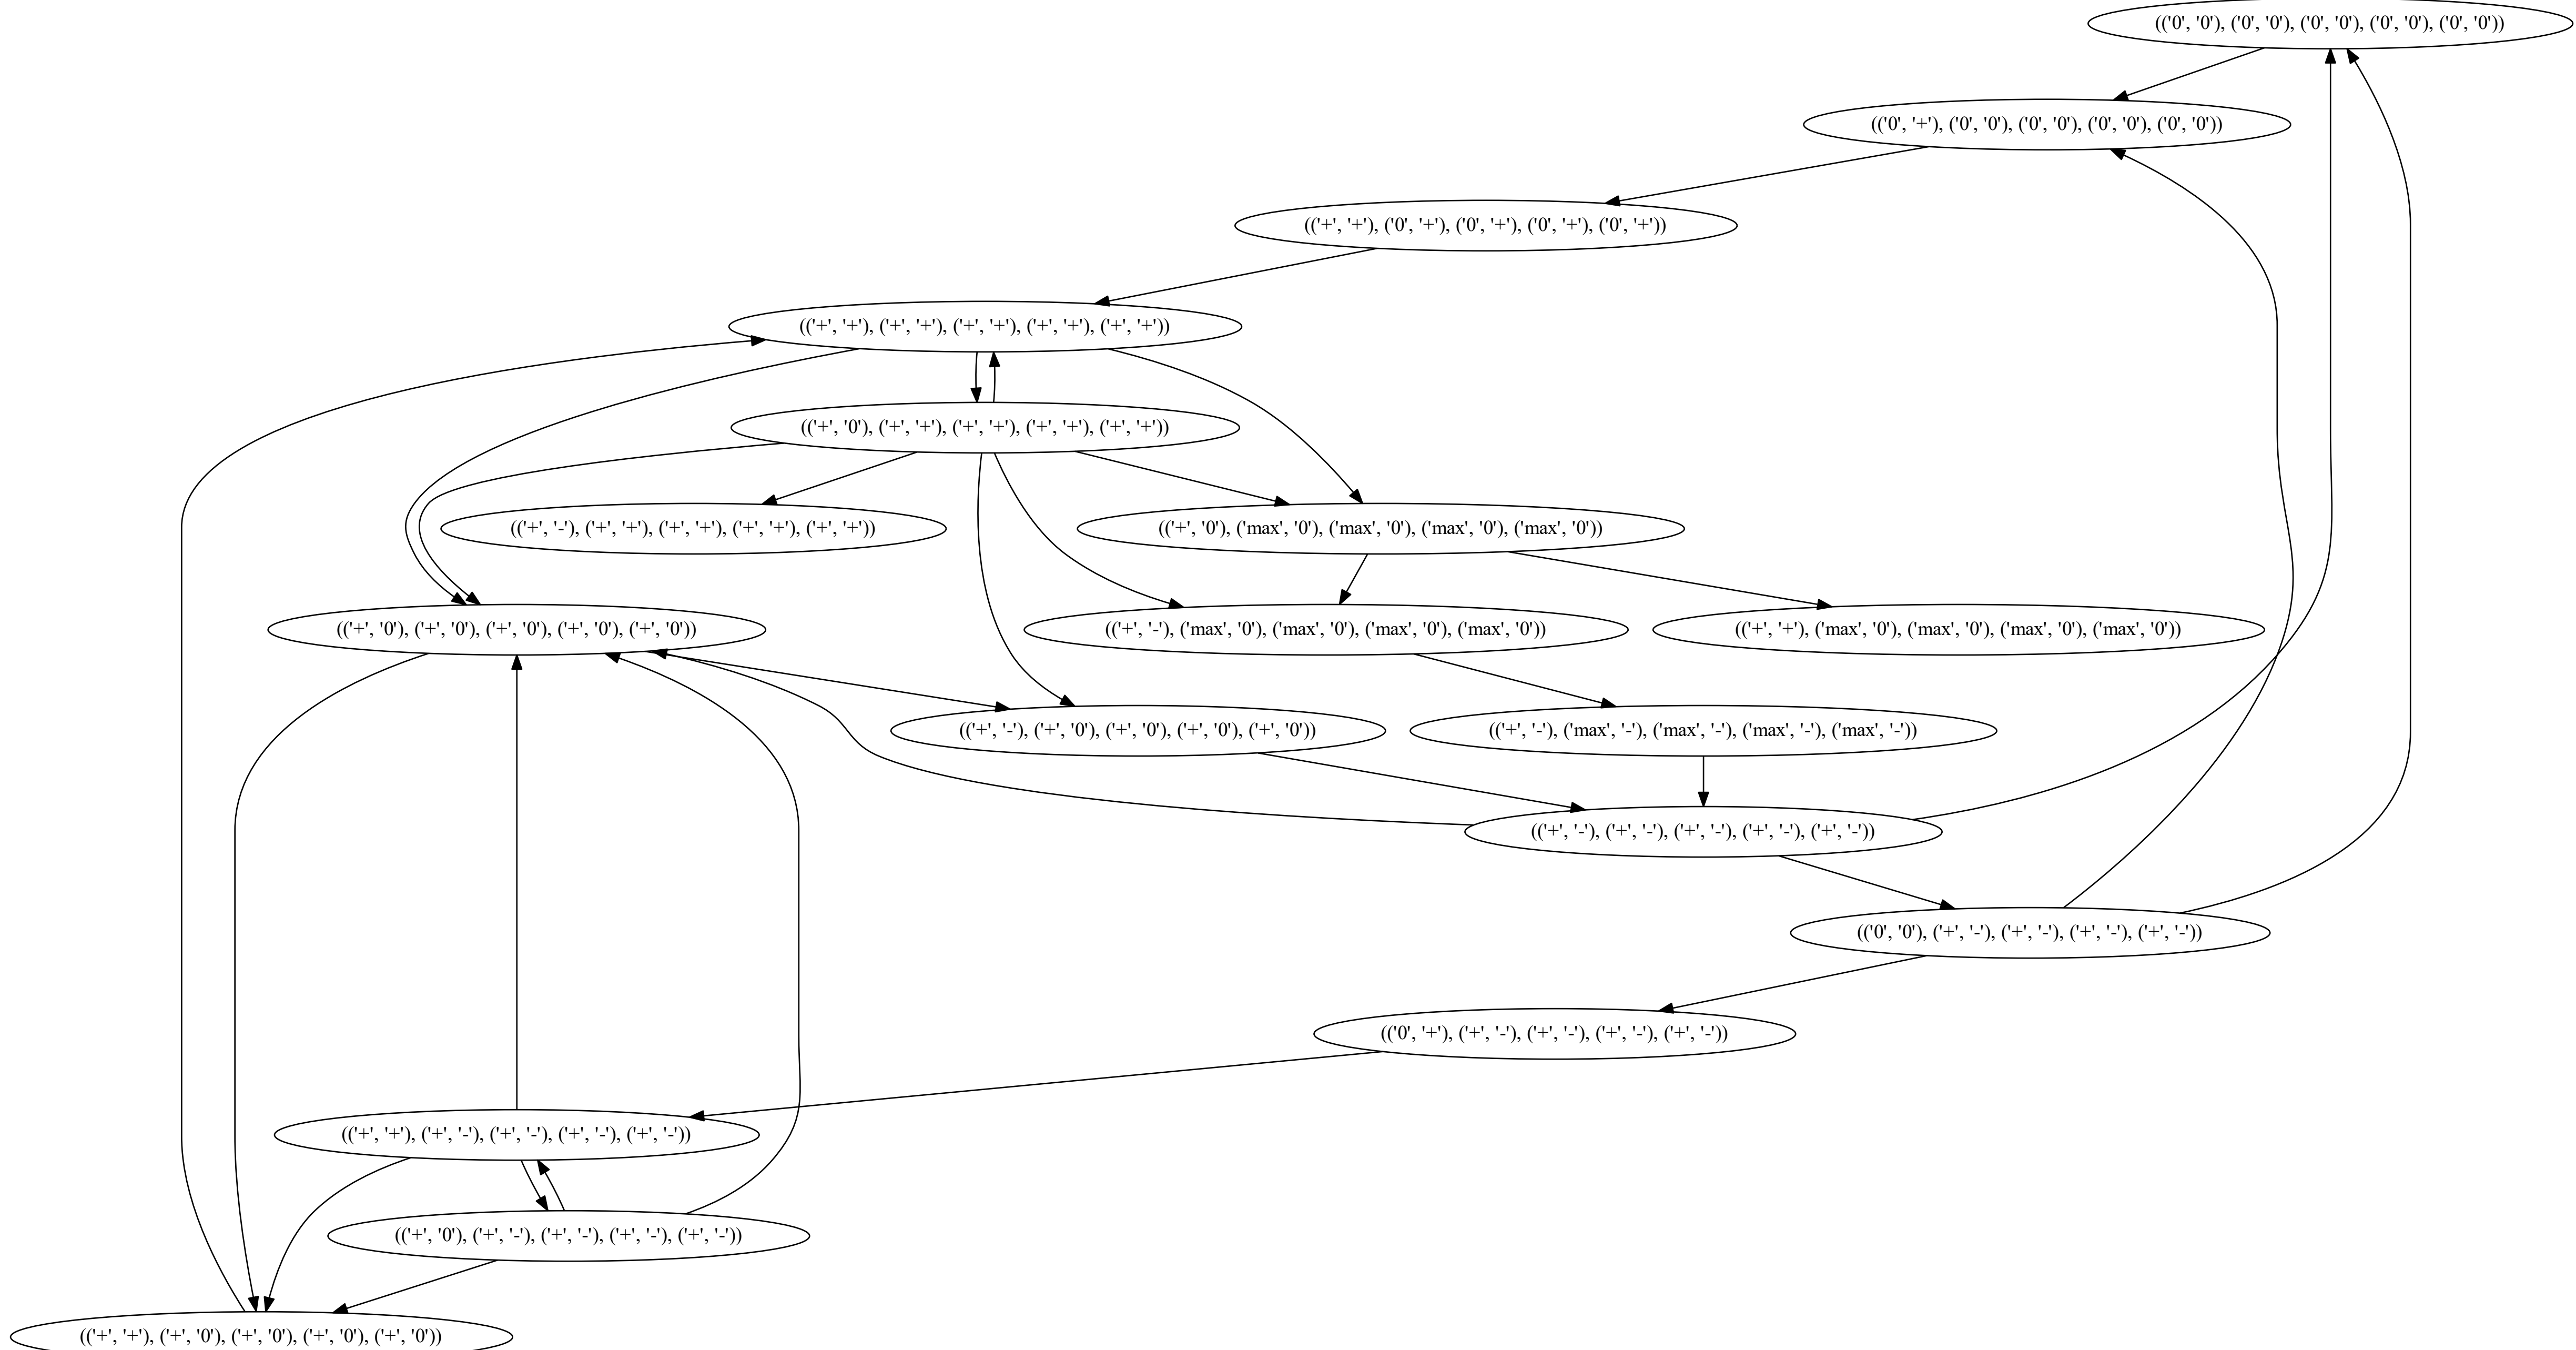 (('0', '0'), ('0', '0'), ('0', '0'), ('0', '0'), ('0', '0'))
(('0', '+'), ('0', '0'), ('0', '0'), ('0', '0'), ('0', '0'))
(('+', '+'), ('0', '+'), ('0', '+'), ('0', '+'), ('0', '+'))
(('+', '+'), ('+', '+'), ('+', '+'), ('+', '+'), ('+', '+'))
(('+', '0'), ('+', '+'), ('+', '+'), ('+', '+'), ('+', '+'))
(('+', '-'), ('+', '+'), ('+', '+'), ('+', '+'), ('+', '+'))
(('+', '0'), ('max', '0'), ('max', '0'), ('max', '0'), ('max', '0'))
(('+', '0'), ('+', '0'), ('+', '0'), ('+', '0'), ('+', '0'))
(('+', '-'), ('max', '0'), ('max', '0'), ('max', '0'), ('max', '0'))
(('+', '+'), ('max', '0'), ('max', '0'), ('max', '0'), ('max', '0'))
(('+', '-'), ('+', '0'), ('+', '0'), ('+', '0'), ('+', '0'))
(('+', '-'), ('max', '-'), ('max', '-'), ('max', '-'), ('max', '-'))
(('+', '-'), ('+', '-'), ('+', '-'), ('+', '-'), ('+', '-'))
(('0', '0'), ('+', '-'), ('+', '-'), ('+', '-'), ('+', '-'))
(('0', '+'), ('+', '-'), ('+', '-'), ('+', '-'), ('+', '-'))
(('+', '+'), ('+', '-'), ('+', '-'), ('+', '-'), ('+', '-'))
(('+', '0'), ('+', '-'), ('+', '-'), ('+', '-'), ('+', '-'))
(('+', '+'), ('+', '0'), ('+', '0'), ('+', '0'), ('+', '0'))